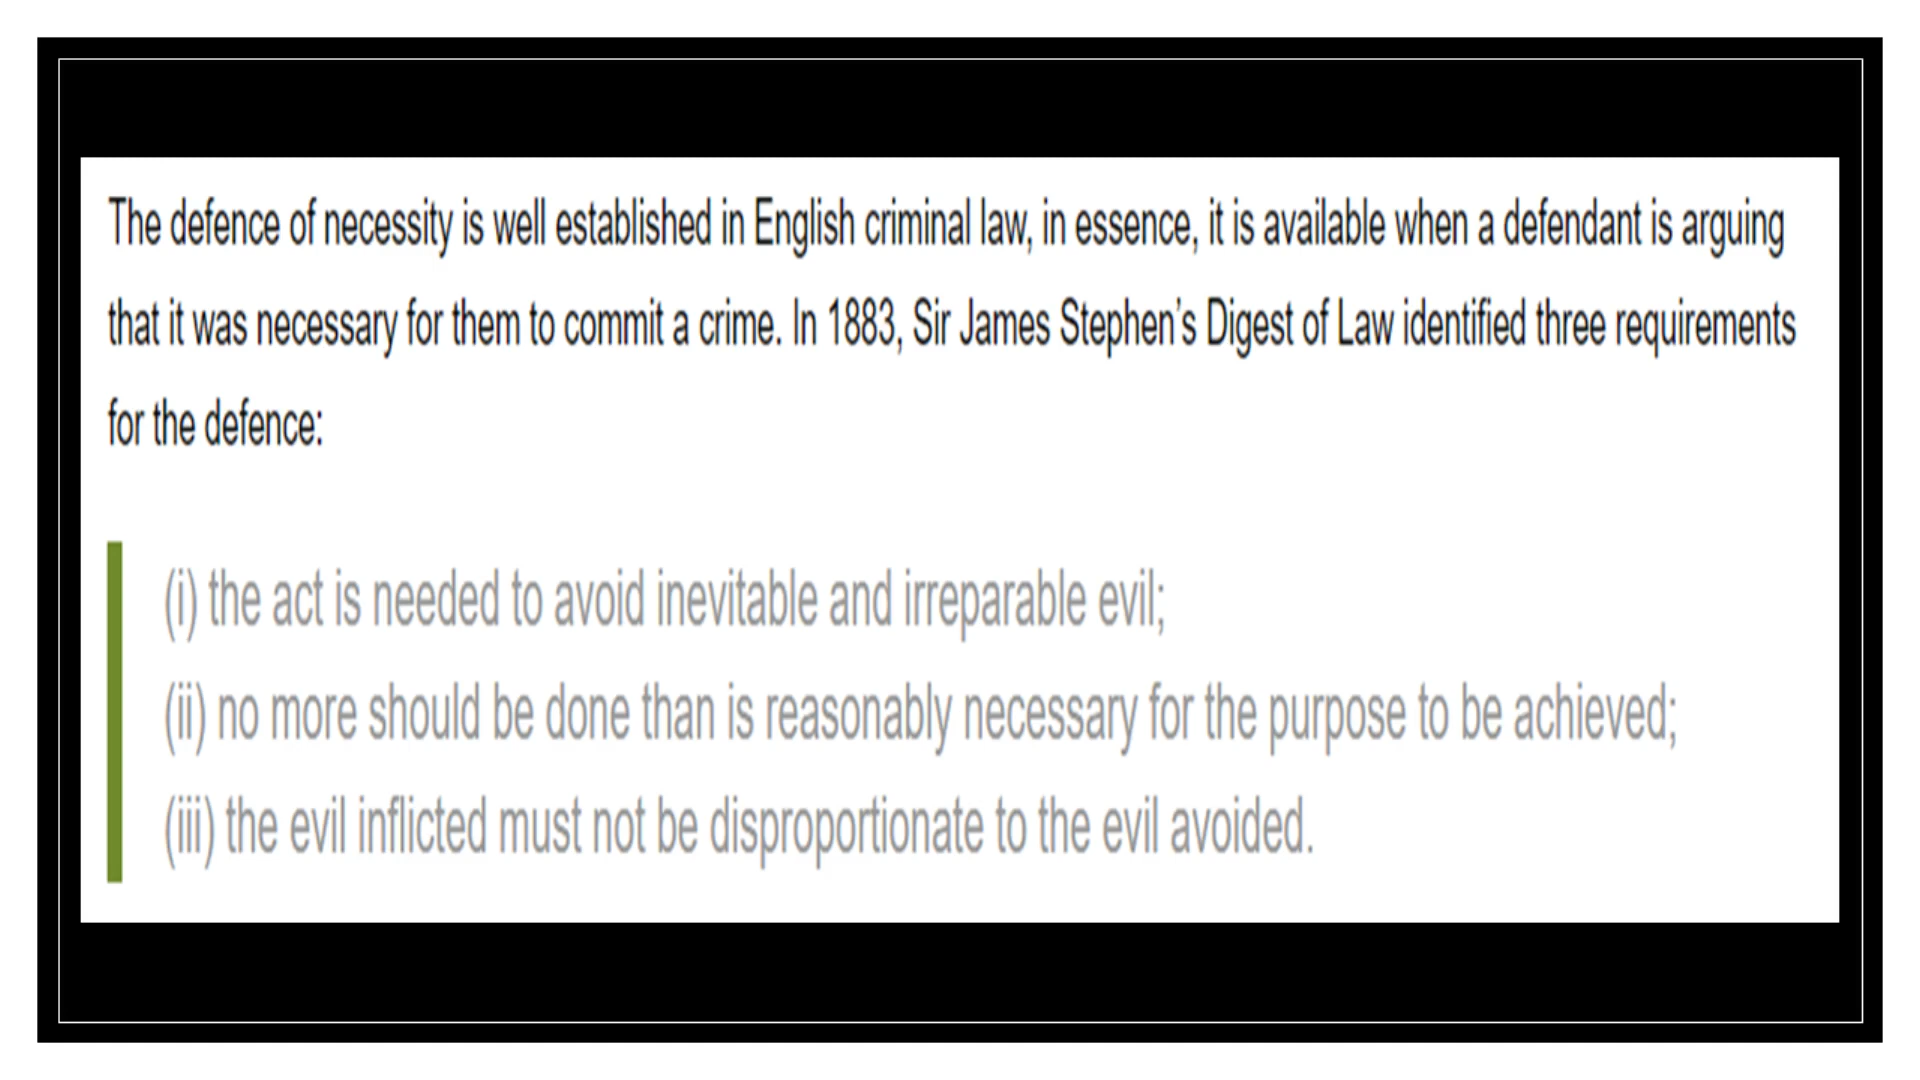 The defence of necessity is well established in English criminal law, in essence, it is available when a defendant is arguing
that it was necessary for them to commit a crime. In 1883, Sir James Stephen's Digest of Law identified three requirements
for the defence:
(i) the act is needed to avoid inevitable and irreparable evil;
(ii) no more should be done than is reasonably necessary for the purpose to be achieved;
(iii) the evil inflicted must not be disproportionate to the evil avoided.